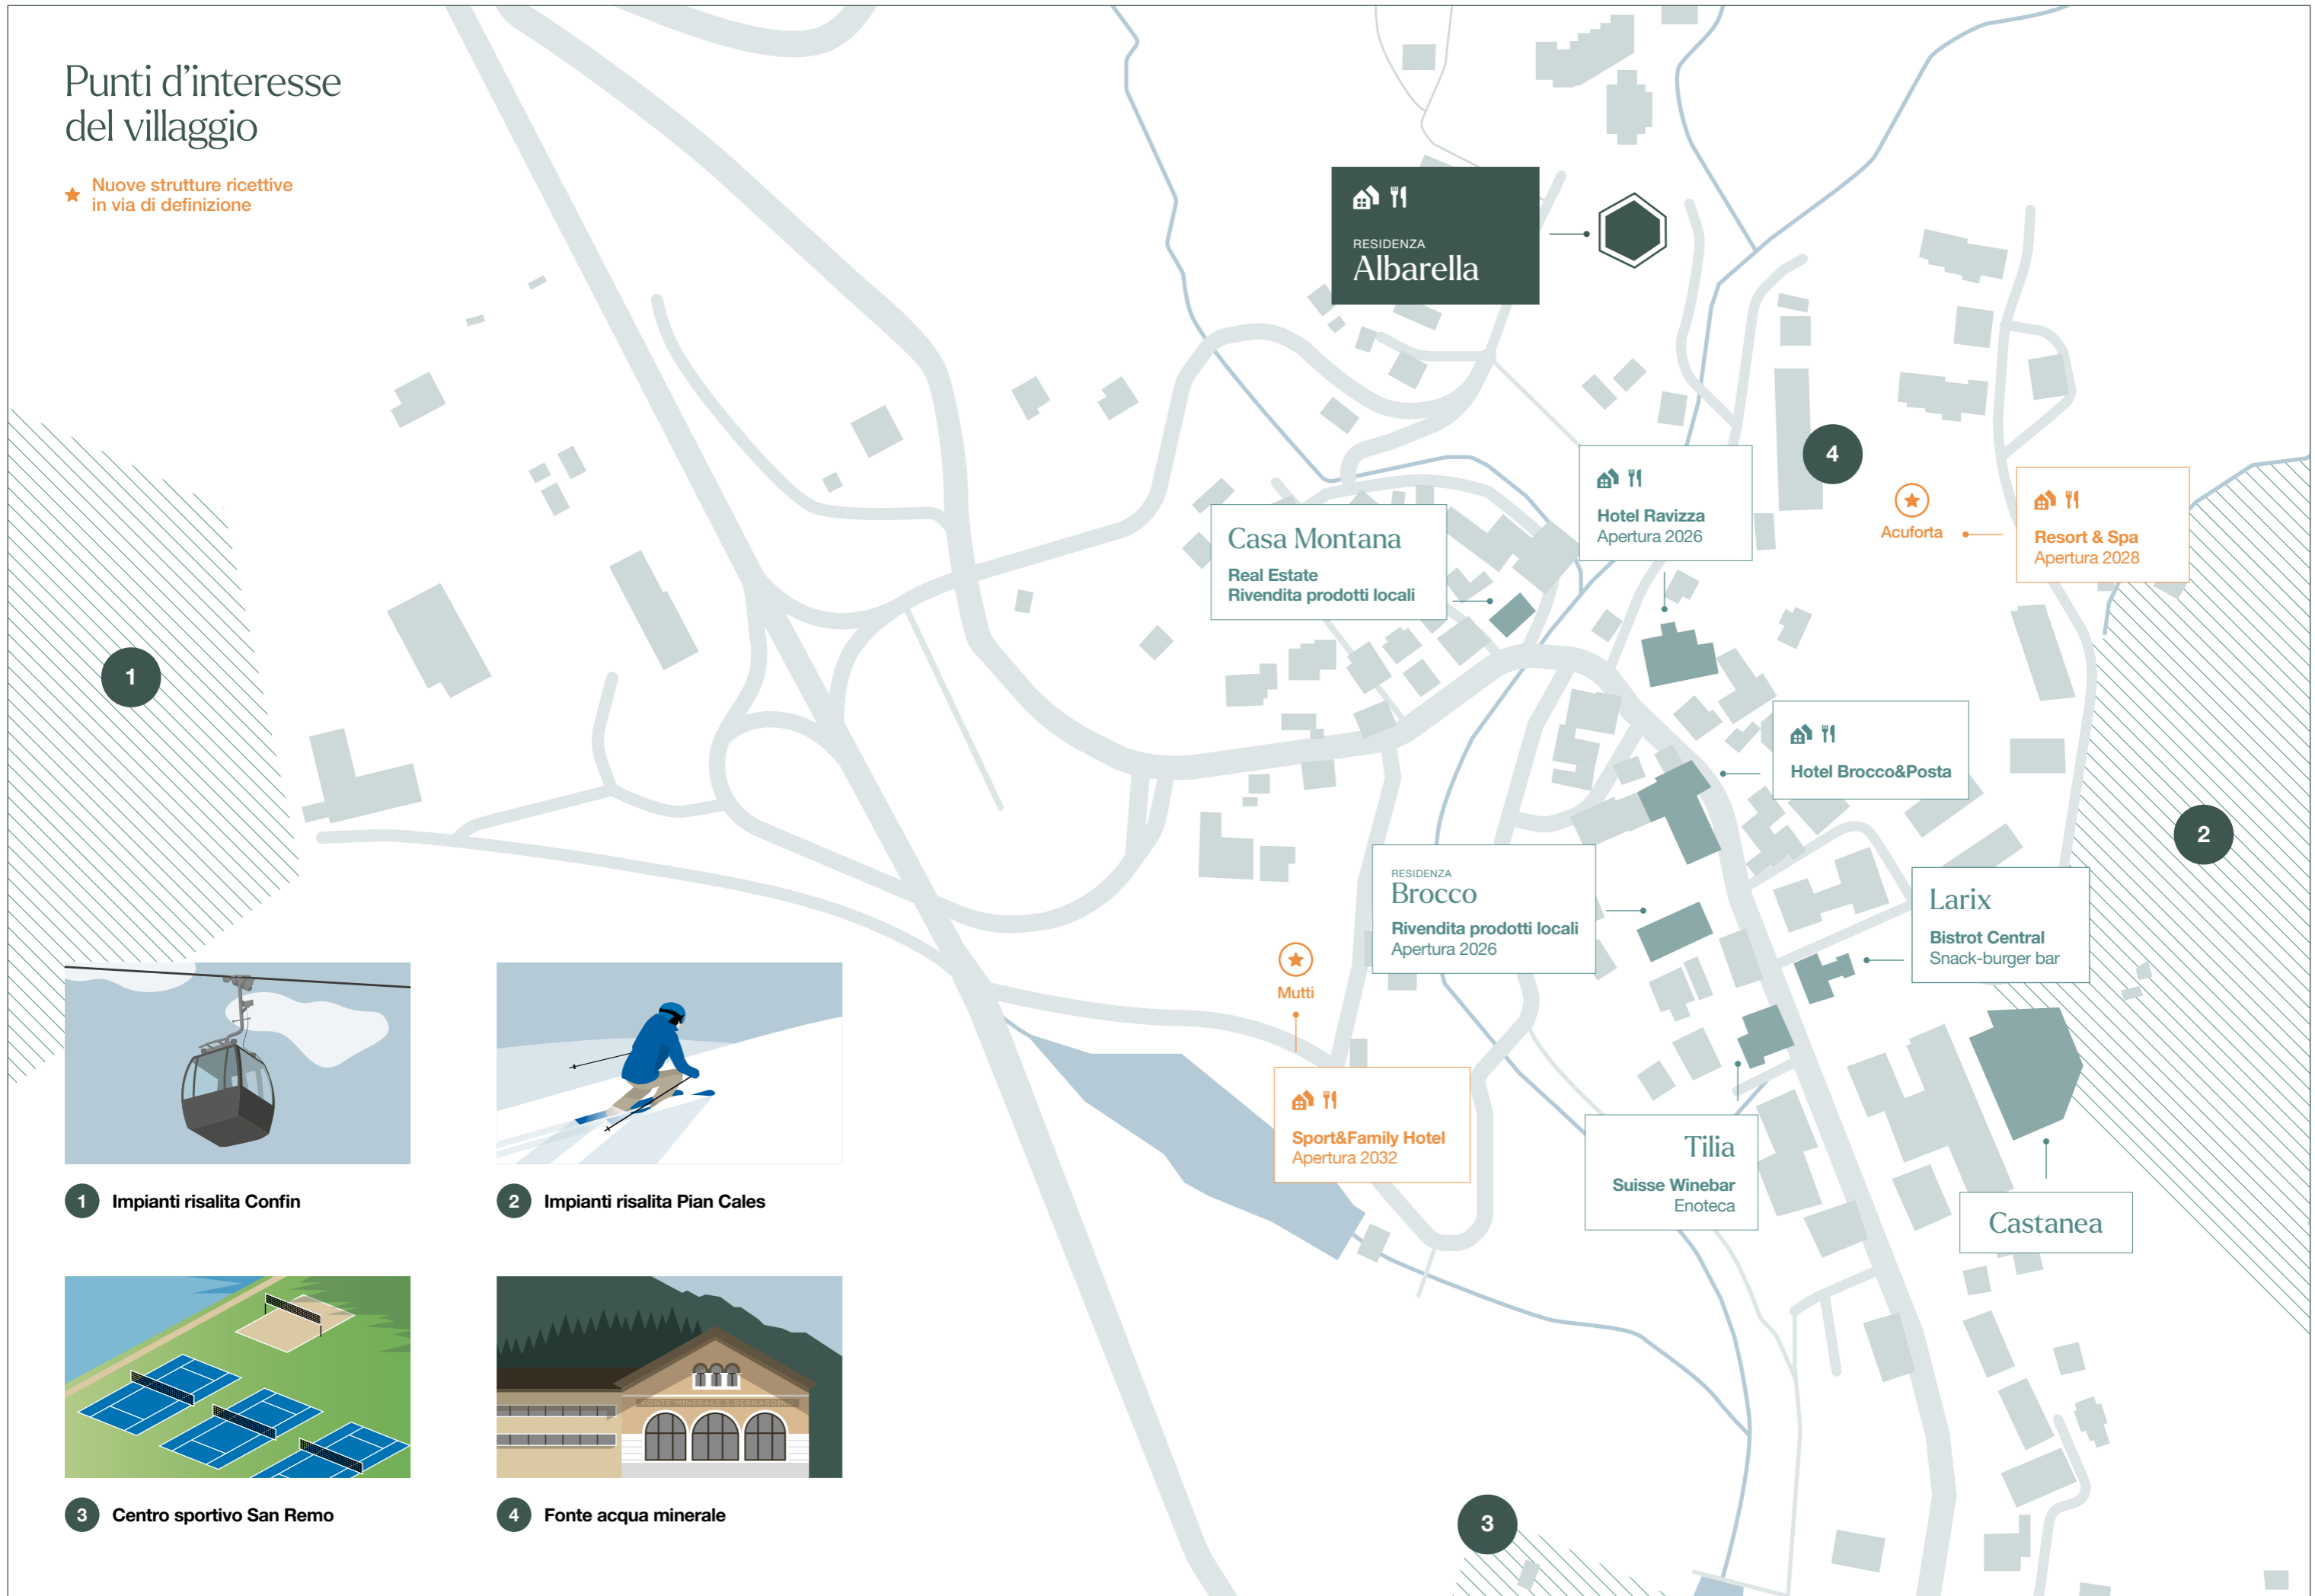 Punti d'interesse
del villaggio
Nuove strutture ricettive
in via di definizione
RESIDENZA
Albarella
4
Hotel Ravizza
Apertura 2026
Acuforta
Resort & Spa
Apertura 2028
Casa Montana
Real Estate
Rivendita prodotti locali
1
Hotel Brocco&Posta
2
RESIDENZA
Brocco
Rivendita prodotti locali
Apertura 2026
Larix
Bistrot Central
Snack-burger bar
Mutti
Sport&Family Hotel
Apertura 2032
Tilia
Suisse Winebar
Enoteca
Castanea
1 Impianti risalita Confin
2 Impianti risalita Pian Cales
FONTE MINERALE S. BERNARDINO
3 Centro sportivo San Remo
4 Fonte acqua minerale
3